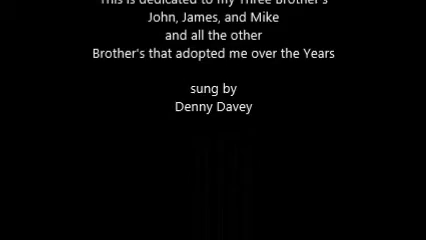 This is dedicated to my Three Brother's
John, James, and Mike
and all the other
Brother's that adopted me over the Years
sung by
Denny Davey